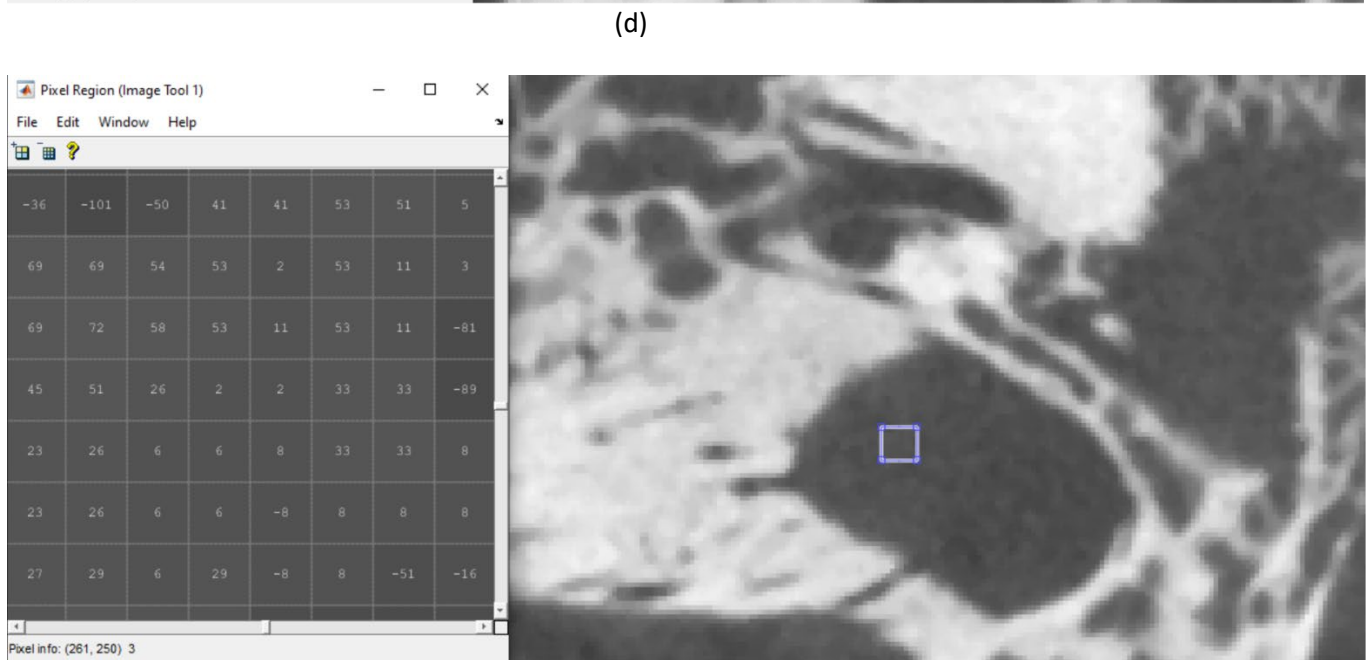 (d)
Pixel Region (Image Tool 1)
File Edit Window Help
-36 -101 -50 41 41 53 51 5
69 69 54 53 2 53 11 3
69 72 58 53 11 53 11 -81
45 51 26 2 2 33 33 -89
23 26 6 6 8 33 33 8
23 26 6 6 -8 8 8 8
27 29 6 29 -8 8 -51 -16
Pixel info: (261, 250) 3